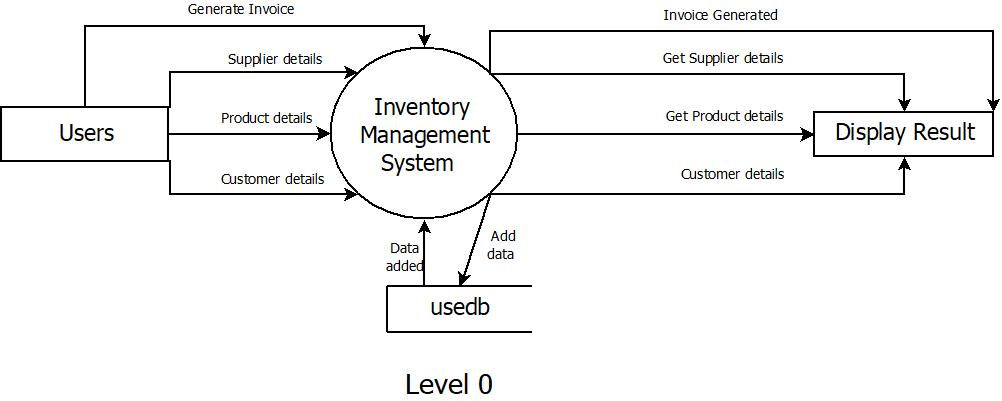 Generate Invoice
Invoice Generated
Supplier details
Get Supplier details
Users
Product details
Inventory
Management
System
Get Product details
Display Result
Customer details
Customer details
Data
added
Add
data
usedb
Level 0